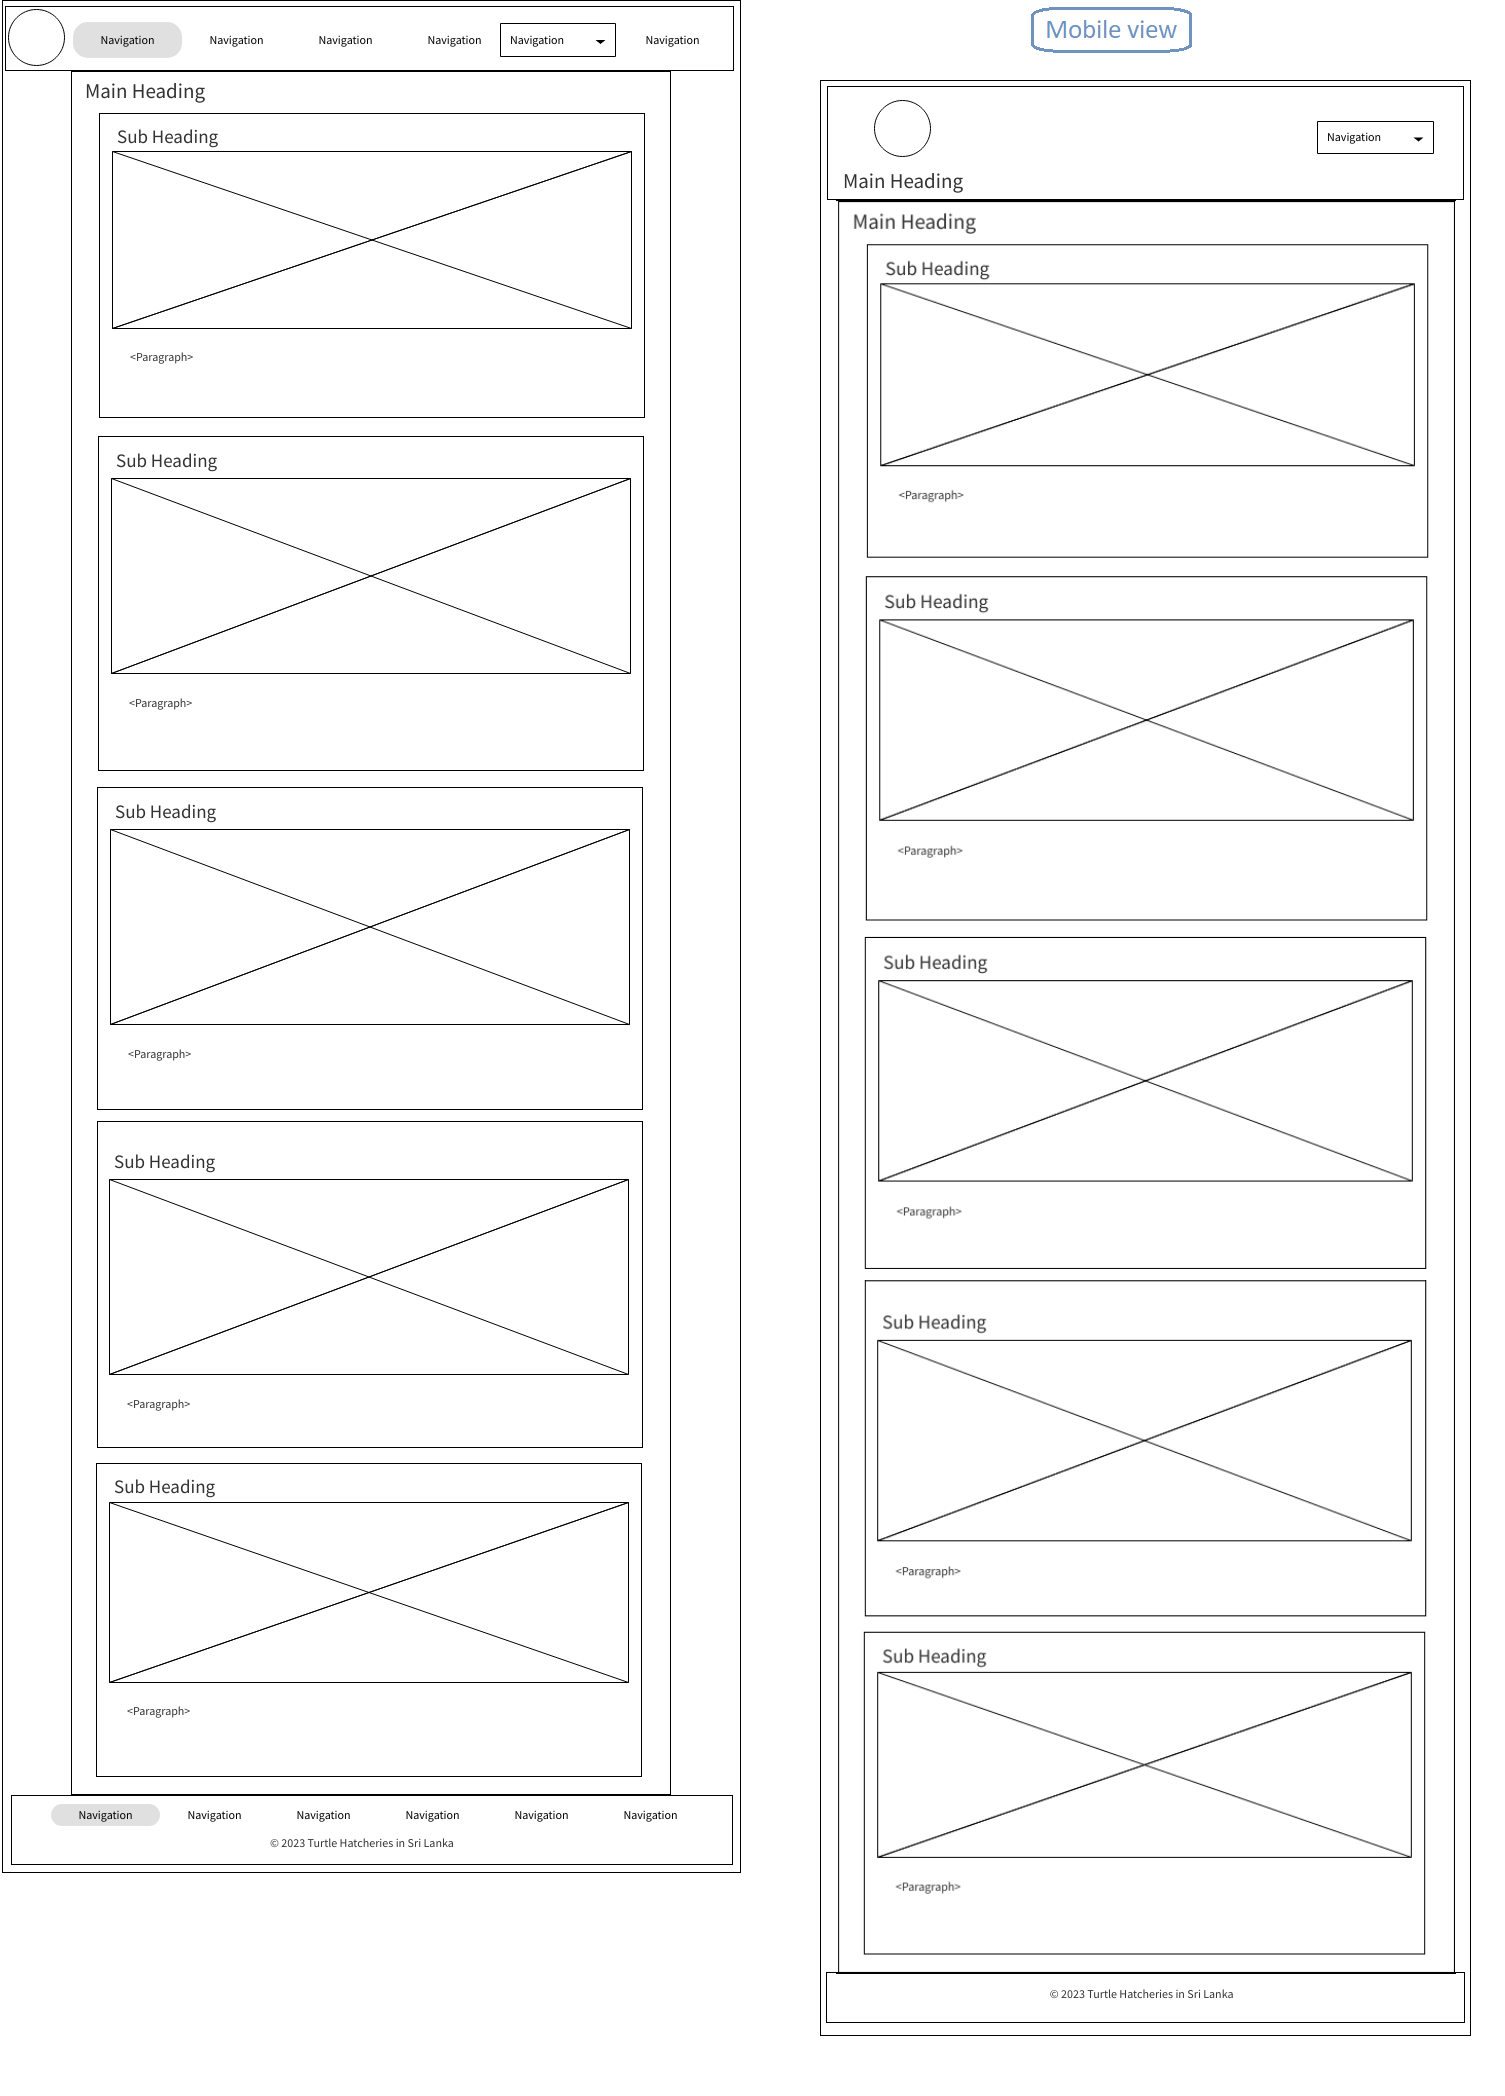 Navigation Navigation Navigation Navigation Navigation Navigation
Main Heading
Sub Heading
<Paragraph>
Sub Heading
<Paragraph>
Sub Heading
<Paragraph>
Sub Heading
<Paragraph>
Sub Heading
<Paragraph>
Navigation Navigation Navigation Navigation Navigation Navigation
© 2023 Turtle Hatcheries in Sri Lanka
Mobile view
Navigation
Main Heading
Main Heading
Sub Heading
<Paragraph>
Sub Heading
<Paragraph>
Sub Heading
<Paragraph>
Sub Heading
<Paragraph>
Sub Heading
<Paragraph>
© 2023 Turtle Hatcheries in Sri Lanka